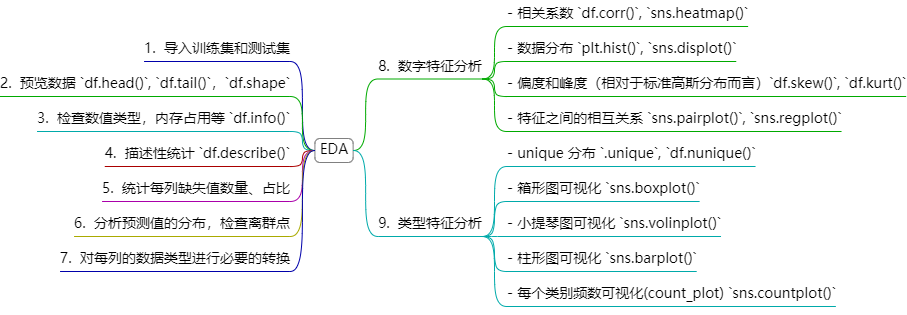 1. 导入训练集和测试集
2. 预览数据 `df.head()`, `df.tail()`， `df.shape`
3. 检查数值类型，内存占用等 `df.info()`
4. 描述性统计 `df.describe()`
5. 统计每列缺失值数量、占比
6. 分析预测值的分布，检查离群点
7. 对每列的数据类型进行必要的转换
EDA
8. 数字特征分析
- 相关系数 `df.corr()`, `sns.heatmap()`
- 数据分布 `plt.hist()`, `sns.displot()`
- 偏度和峰度（相对于标准高斯分布而言）`df.skew()`, `df.kurt()`
- 特征之间的相互关系 `sns.pairplot()`, `sns.regplot()`
9. 类型特征分析
- unique 分布 `.unique`, `df.nunique()`
- 箱形图可视化 `sns.boxplot()`
- 小提琴图可视化 `sns.volinplot()`
- 柱形图可视化 `sns.barplot()`
- 每个类别频数可视化(count_plot) `sns.countplot()`